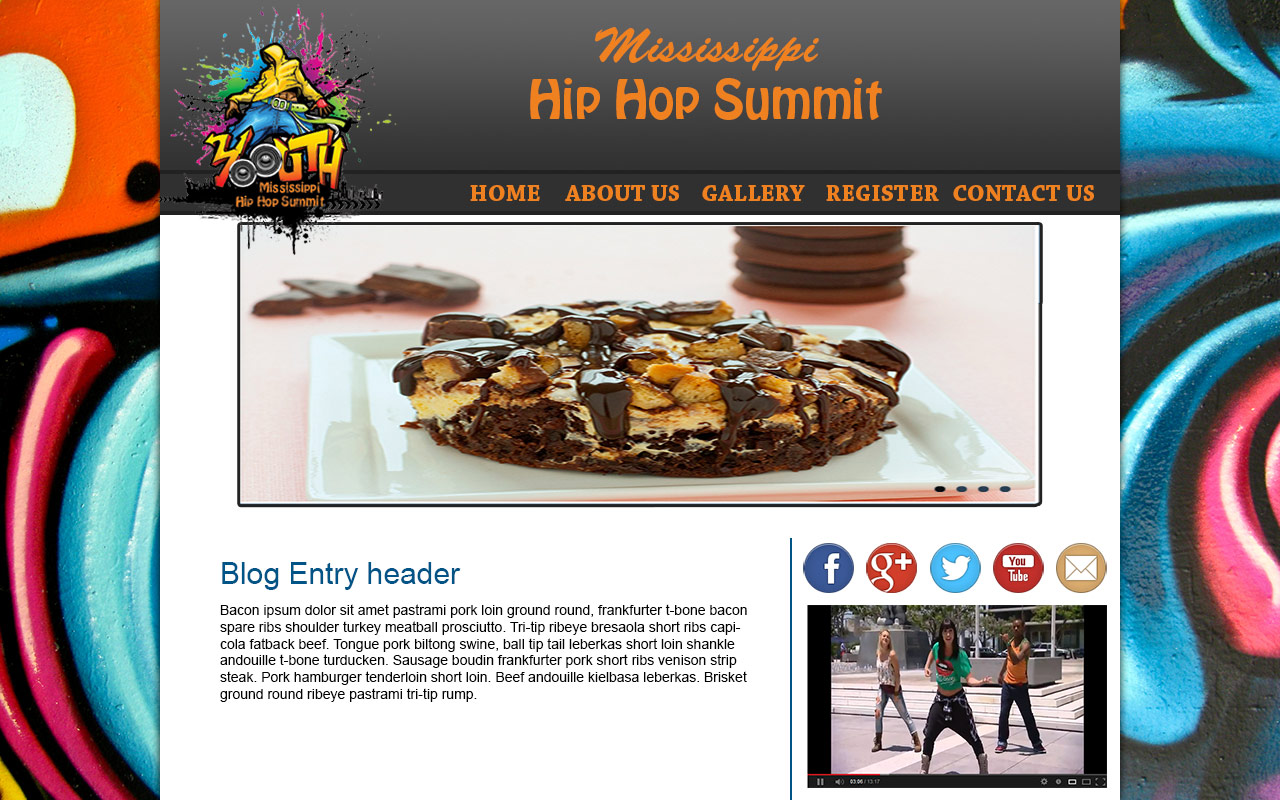 Mississippi
Hip Hop Summit
YOUTH
Mississippi
Hip Hop Summit
HOME ABOUT US GALLERY REGISTER CONTACT US
f g+ You Tube
Blog Entry header
Bacon ipsum dolor sit amet pastrami pork loin ground round, frankfurter t-bone bacon
spare ribs shoulder turkey meatball prosciutto. Tri-tip ribeye bresaola short ribs capi-
cola fatback beef. Tongue pork biltong swine, ball tip tail leberkas short loin shankle
andouille t-bone turducken. Sausage boudin frankfurter pork short ribs venison strip
steak. Pork hamburger tenderloin short loin. Beef andouille kielbasa leberkas. Brisket
ground round ribeye pastrami tri-tip rump.
03:06 / 13:17